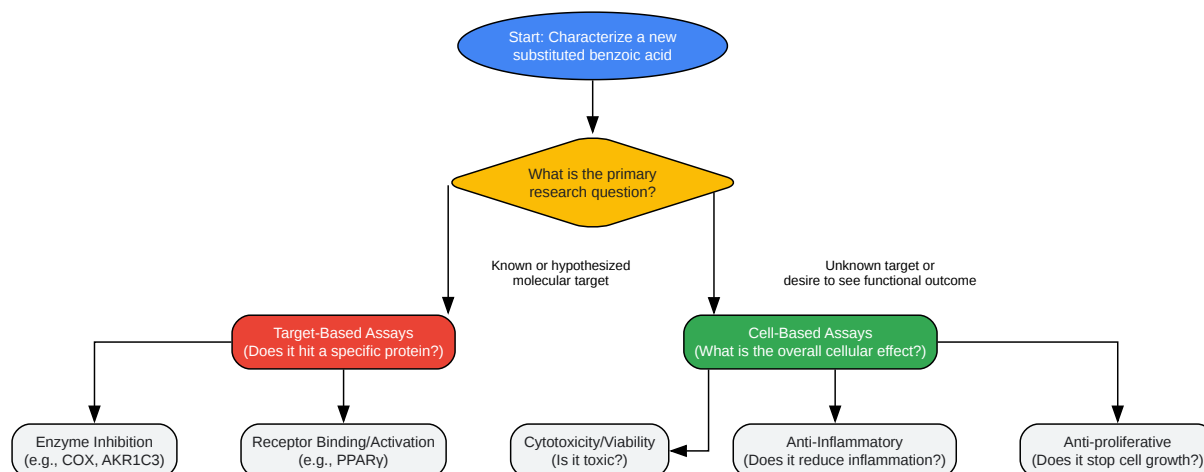 Start: Characterize a new
substituted benzoic acid
What is the primary
research question?
Known or hypothesized
molecular target
Unknown target or
desire to see functional outcome
Target-Based Assays
(Does it hit a specific protein?)
Cell-Based Assays
(What is the overall cellular effect?)
Enzyme Inhibition
(e.g., COX, AKR1C3)
Receptor Binding/Activation
(e.g., PPARγ)
Cytotoxicity/Viability
(Is it toxic?)
Anti-Inflammatory
(Does it reduce inflammation?)
Anti-proliferative
(Does it stop cell growth?)